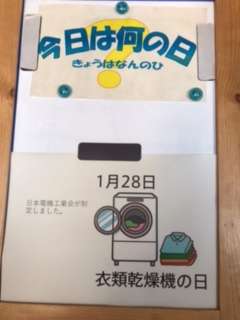 今日は何の日
きょうはなんのひ
1月28日
日本電機工業会が制
定しました。
衣類乾燥機の日